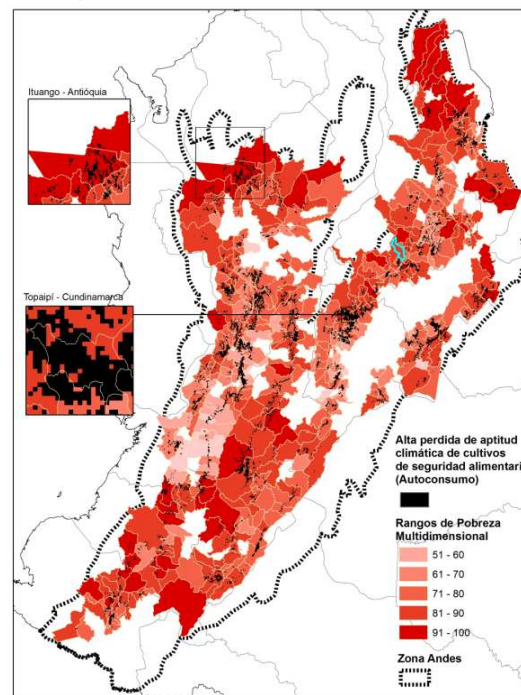 Ituango - Antióquia
Topaipí - Cundinamarca
Alta perdida de aptitud
climática de cultivos
de seguridad alimentari
(Autoconsumo)
Rangos de Pobreza
Multidimensional
51 - 60
61 - 70
71 - 80
81 - 90
91 - 100
Zona Andes